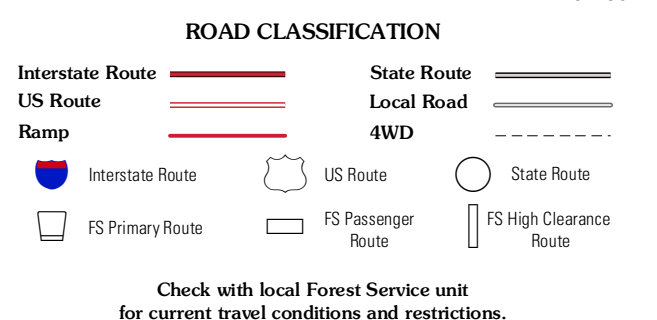 ROAD CLASSIFICATION
Interstate Route
State Route
US Route
Local Road
Ramp
4WD
Interstate Route
US Route
State Route
FS Primary Route
FS Passenger
Route
FS High Clearance
Route
Check with local Forest Service unit
for current travel conditions and restrictions.